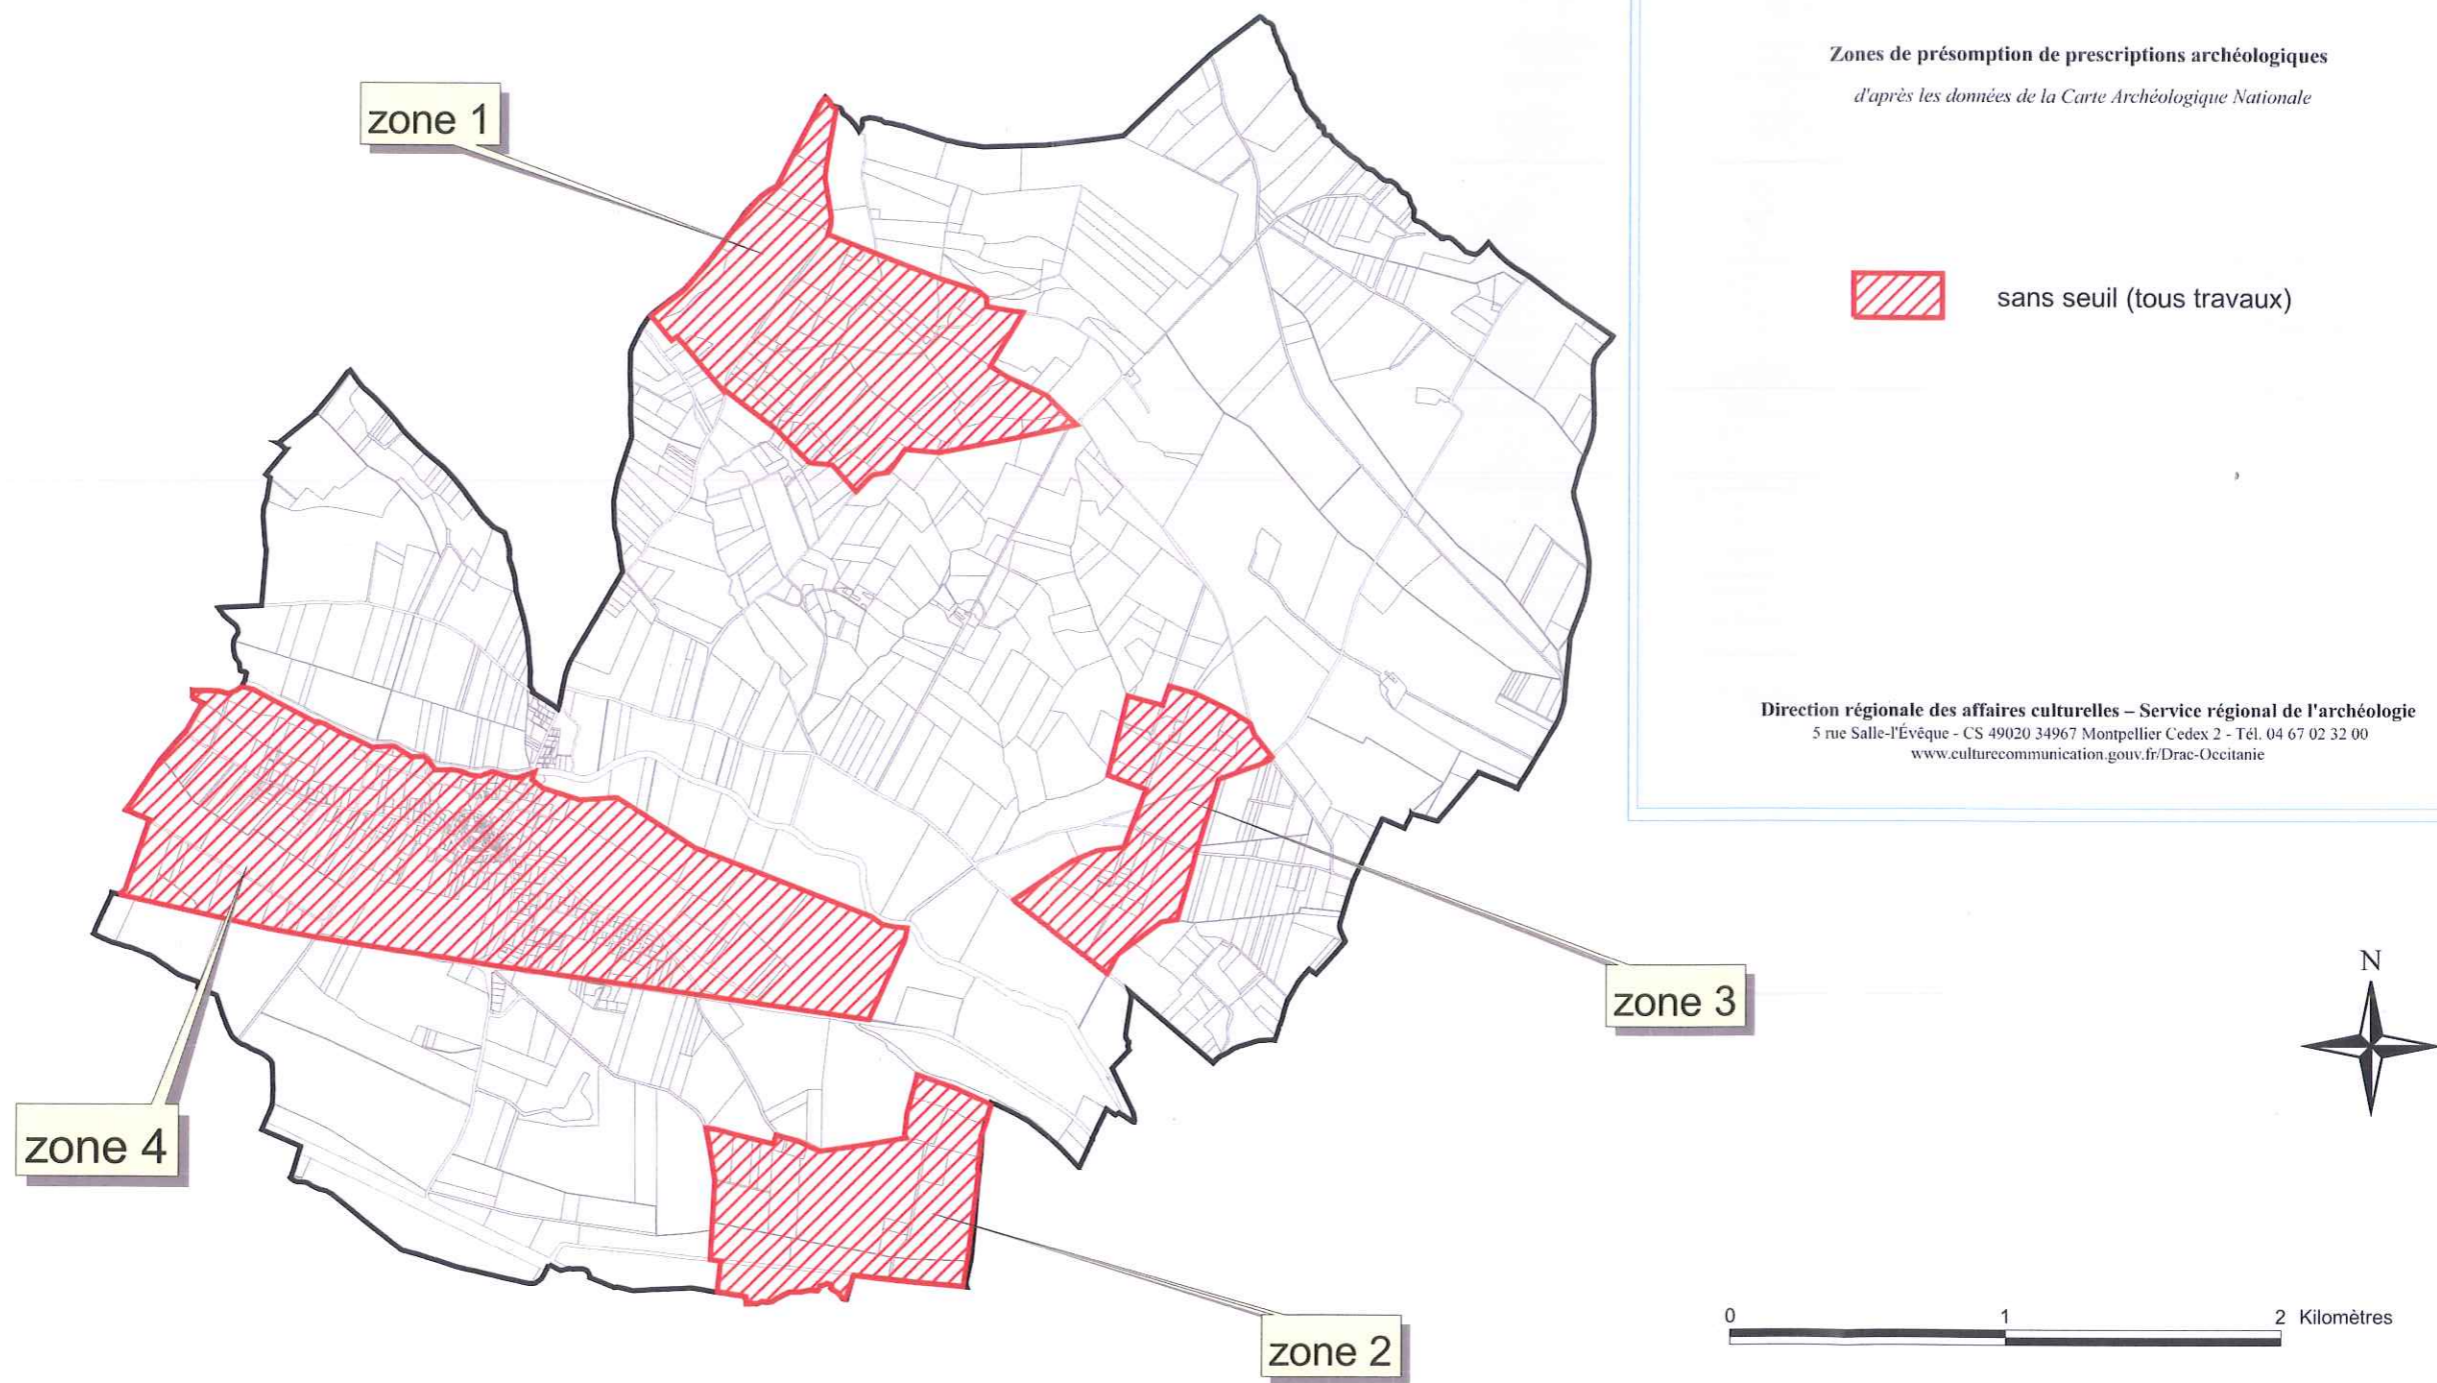 Zones de présomption de prescriptions archéologiques
d'après les données de la Carte Archéologique Nationale
zone 1
sans seuil (tous travaux)
Direction régionale des affaires culturelles – Service régional de l'archéologie
5 rue Salle-l'Évêque - CS 49020 34967 Montpellier Cedex 2 - Tél. 04 67 02 32 00
www.culturecommunication.gouv.fr/Drac-Occitanie
zone 3
N
zone 4
zone 2
0 1 2 Kilomètres